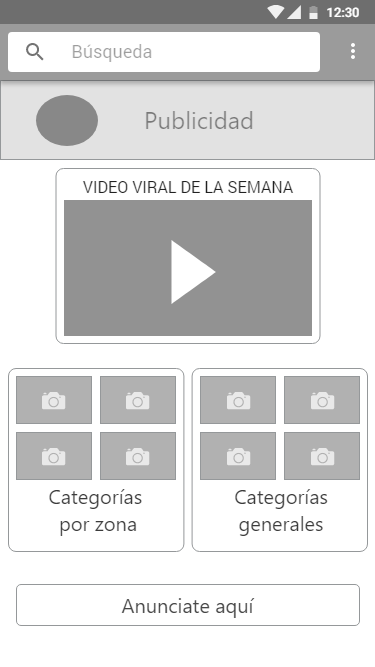 12:30
Búsqueda
Publicidad
VIDEO VIRAL DE LA SEMANA
Categorías
por zona
Categorías
generales
Anunciate aquí